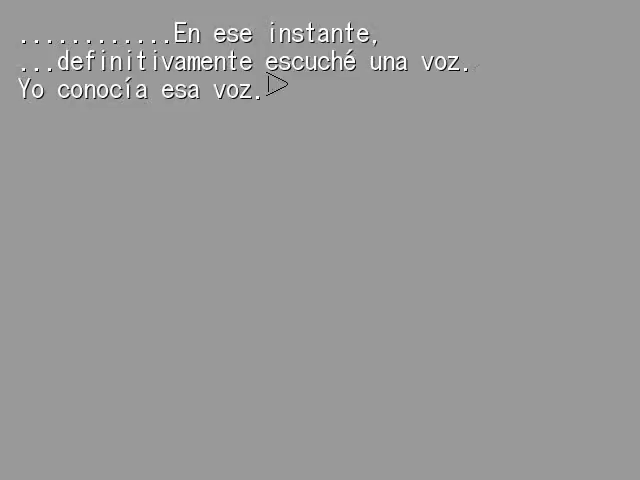 ............En ese instante,
...definitivamente escuché una voz.
Yo conocía esa voz.